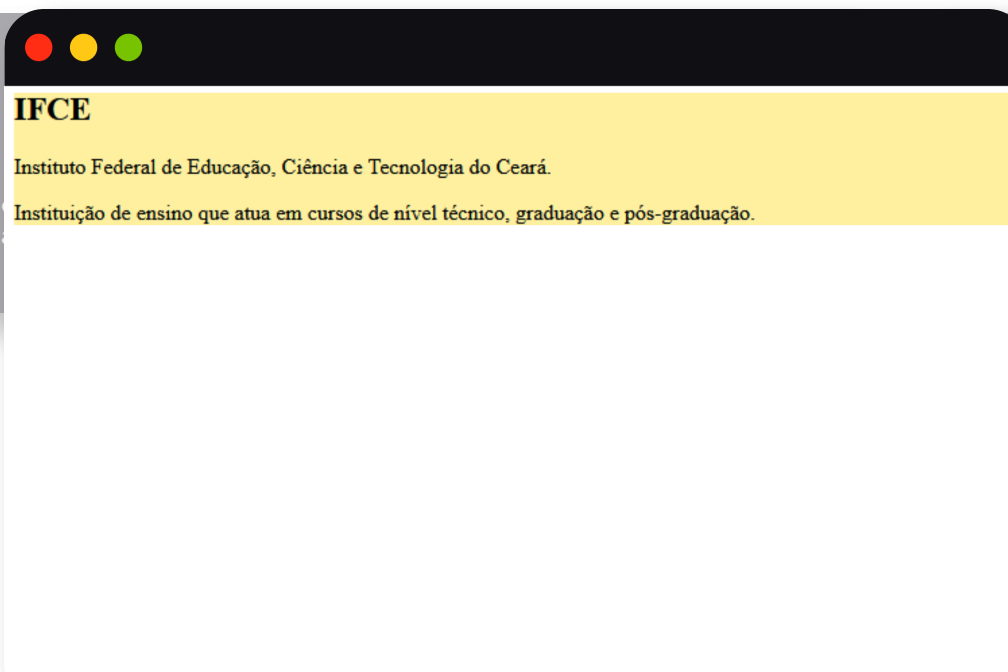 IFCE
Instituto Federal de Educação, Ciência e Tecnologia do Ceará.
Instituição de ensino que atua em cursos de nível técnico, graduação e pós-graduação.